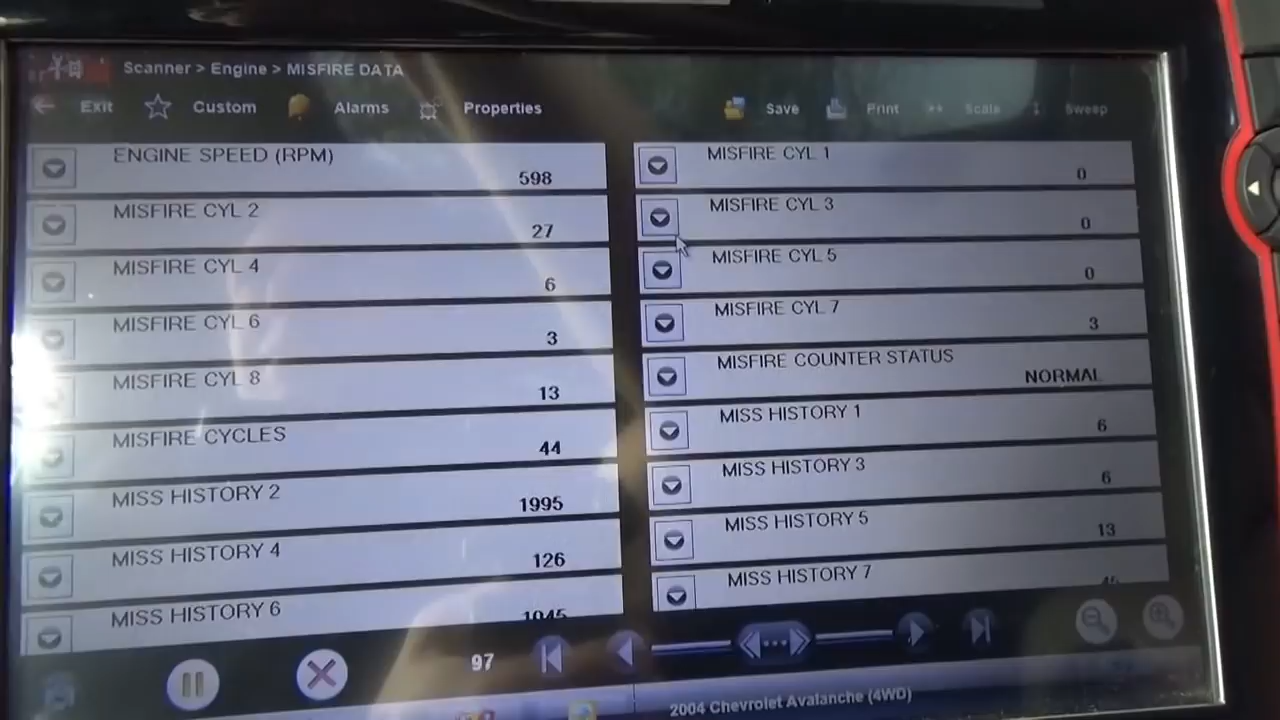 Scanner > Engine > MISFIRE DATA
Exit Custom Alarms Properties Save Print Scale Sweep
ENGINE SPEED (RPM) 598
MISFIRE CYL 1 0
MISFIRE CYL 2 27
MISFIRE CYL 3 0
MISFIRE CYL 4 6
MISFIRE CYL 5 0
MISFIRE CYL 6 3
MISFIRE CYL 7 3
MISFIRE CYL 8 13
MISFIRE COUNTER STATUS NORMAL
MISFIRE CYCLES 44
MISS HISTORY 1 6
MISS HISTORY 2 1995
MISS HISTORY 3 6
MISS HISTORY 4 126
MISS HISTORY 5 13
MISS HISTORY 6 1045
MISS HISTORY 7
97
2004 Chevrolet Avalanche (4WD)